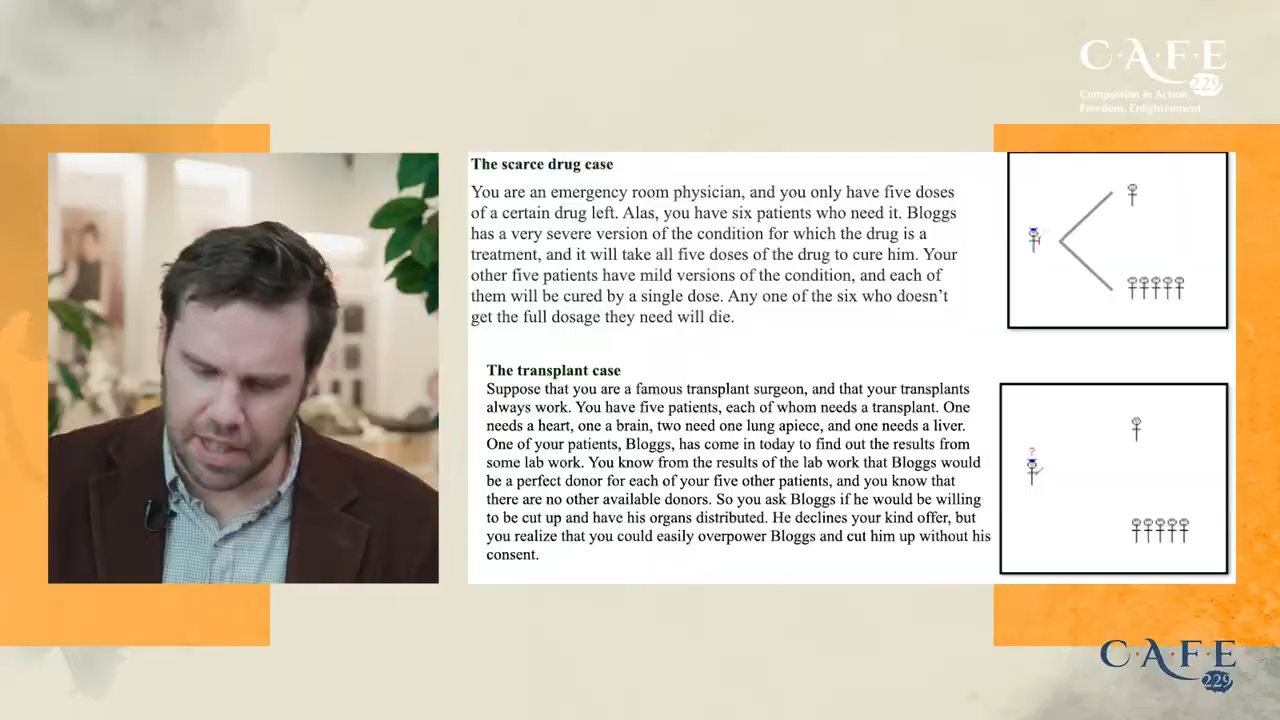 C·A·F·E
229
Compassion in Action,
Freedom, Enlightenment
The scarce drug case
You are an emergency room physician, and you only have five doses
of a certain drug left. Alas, you have six patients who need it. Bloggs
has a very severe version of the condition for which the drug is a
treatment, and it will take all five doses of the drug to cure him. Your
other five patients have mild versions of the condition, and each of
them will be cured by a single dose. Any one of the six who doesn’t
get the full dosage they need will die.
The transplant case
Suppose that you are a famous transplant surgeon, and that your transplants
always work. You have five patients, each of whom needs a transplant. One
needs a heart, one a brain, two need one lung apiece, and one needs a liver.
One of your patients, Bloggs, has come in today to find out the results from
some lab work. You know from the results of the lab work that Bloggs would
be a perfect donor for each of your five other patients, and you know that
there are no other available donors. So you ask Bloggs if he would be willing
to be cut up and have his organs distributed. He declines your kind offer, but
you realize that you could easily overpower Bloggs and cut him up without his
consent.
?
C·A·F·E
229